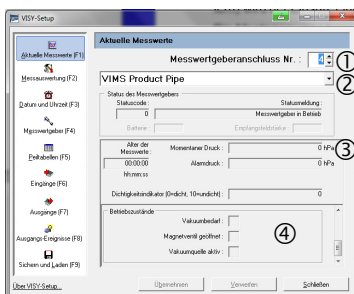 VISY-Setup
Aktuelle Messwerte (F1)
Messauswertung (F2)
Datum und Uhrzeit (F3)
Messwertgeber (F4)
Peiltabellen (F5)
Eingänge (F6)
Ausgänge (F7)
Ausgangs-Ereignisse (F8)
Sichern und Laden (F9)
Über VISY-Setup...
Aktuelle Messwerte
Messwertgeberanschluss Nr. : 4 ①
VIMS Product Pipe ②
Status des Messwertgebers
Statuscode : Statusmeldung :
0 Messwertgeber in Betrieb
Batterie : Empfangsfeldstärke :
③
Alter der Messwerte : Momentaner Druck : 0 hPa
00:00:00 Alarmdruck : 0 hPa
hh:mm:ss
Dichtigkeitsindikator (0=dicht, 10=undicht) : 0
Betriebszustände
Vakuumbedarf :
Magnetventil geöffnet : ④
Vakuumquelle aktiv :
Übernehmen Verwerfen Schließen